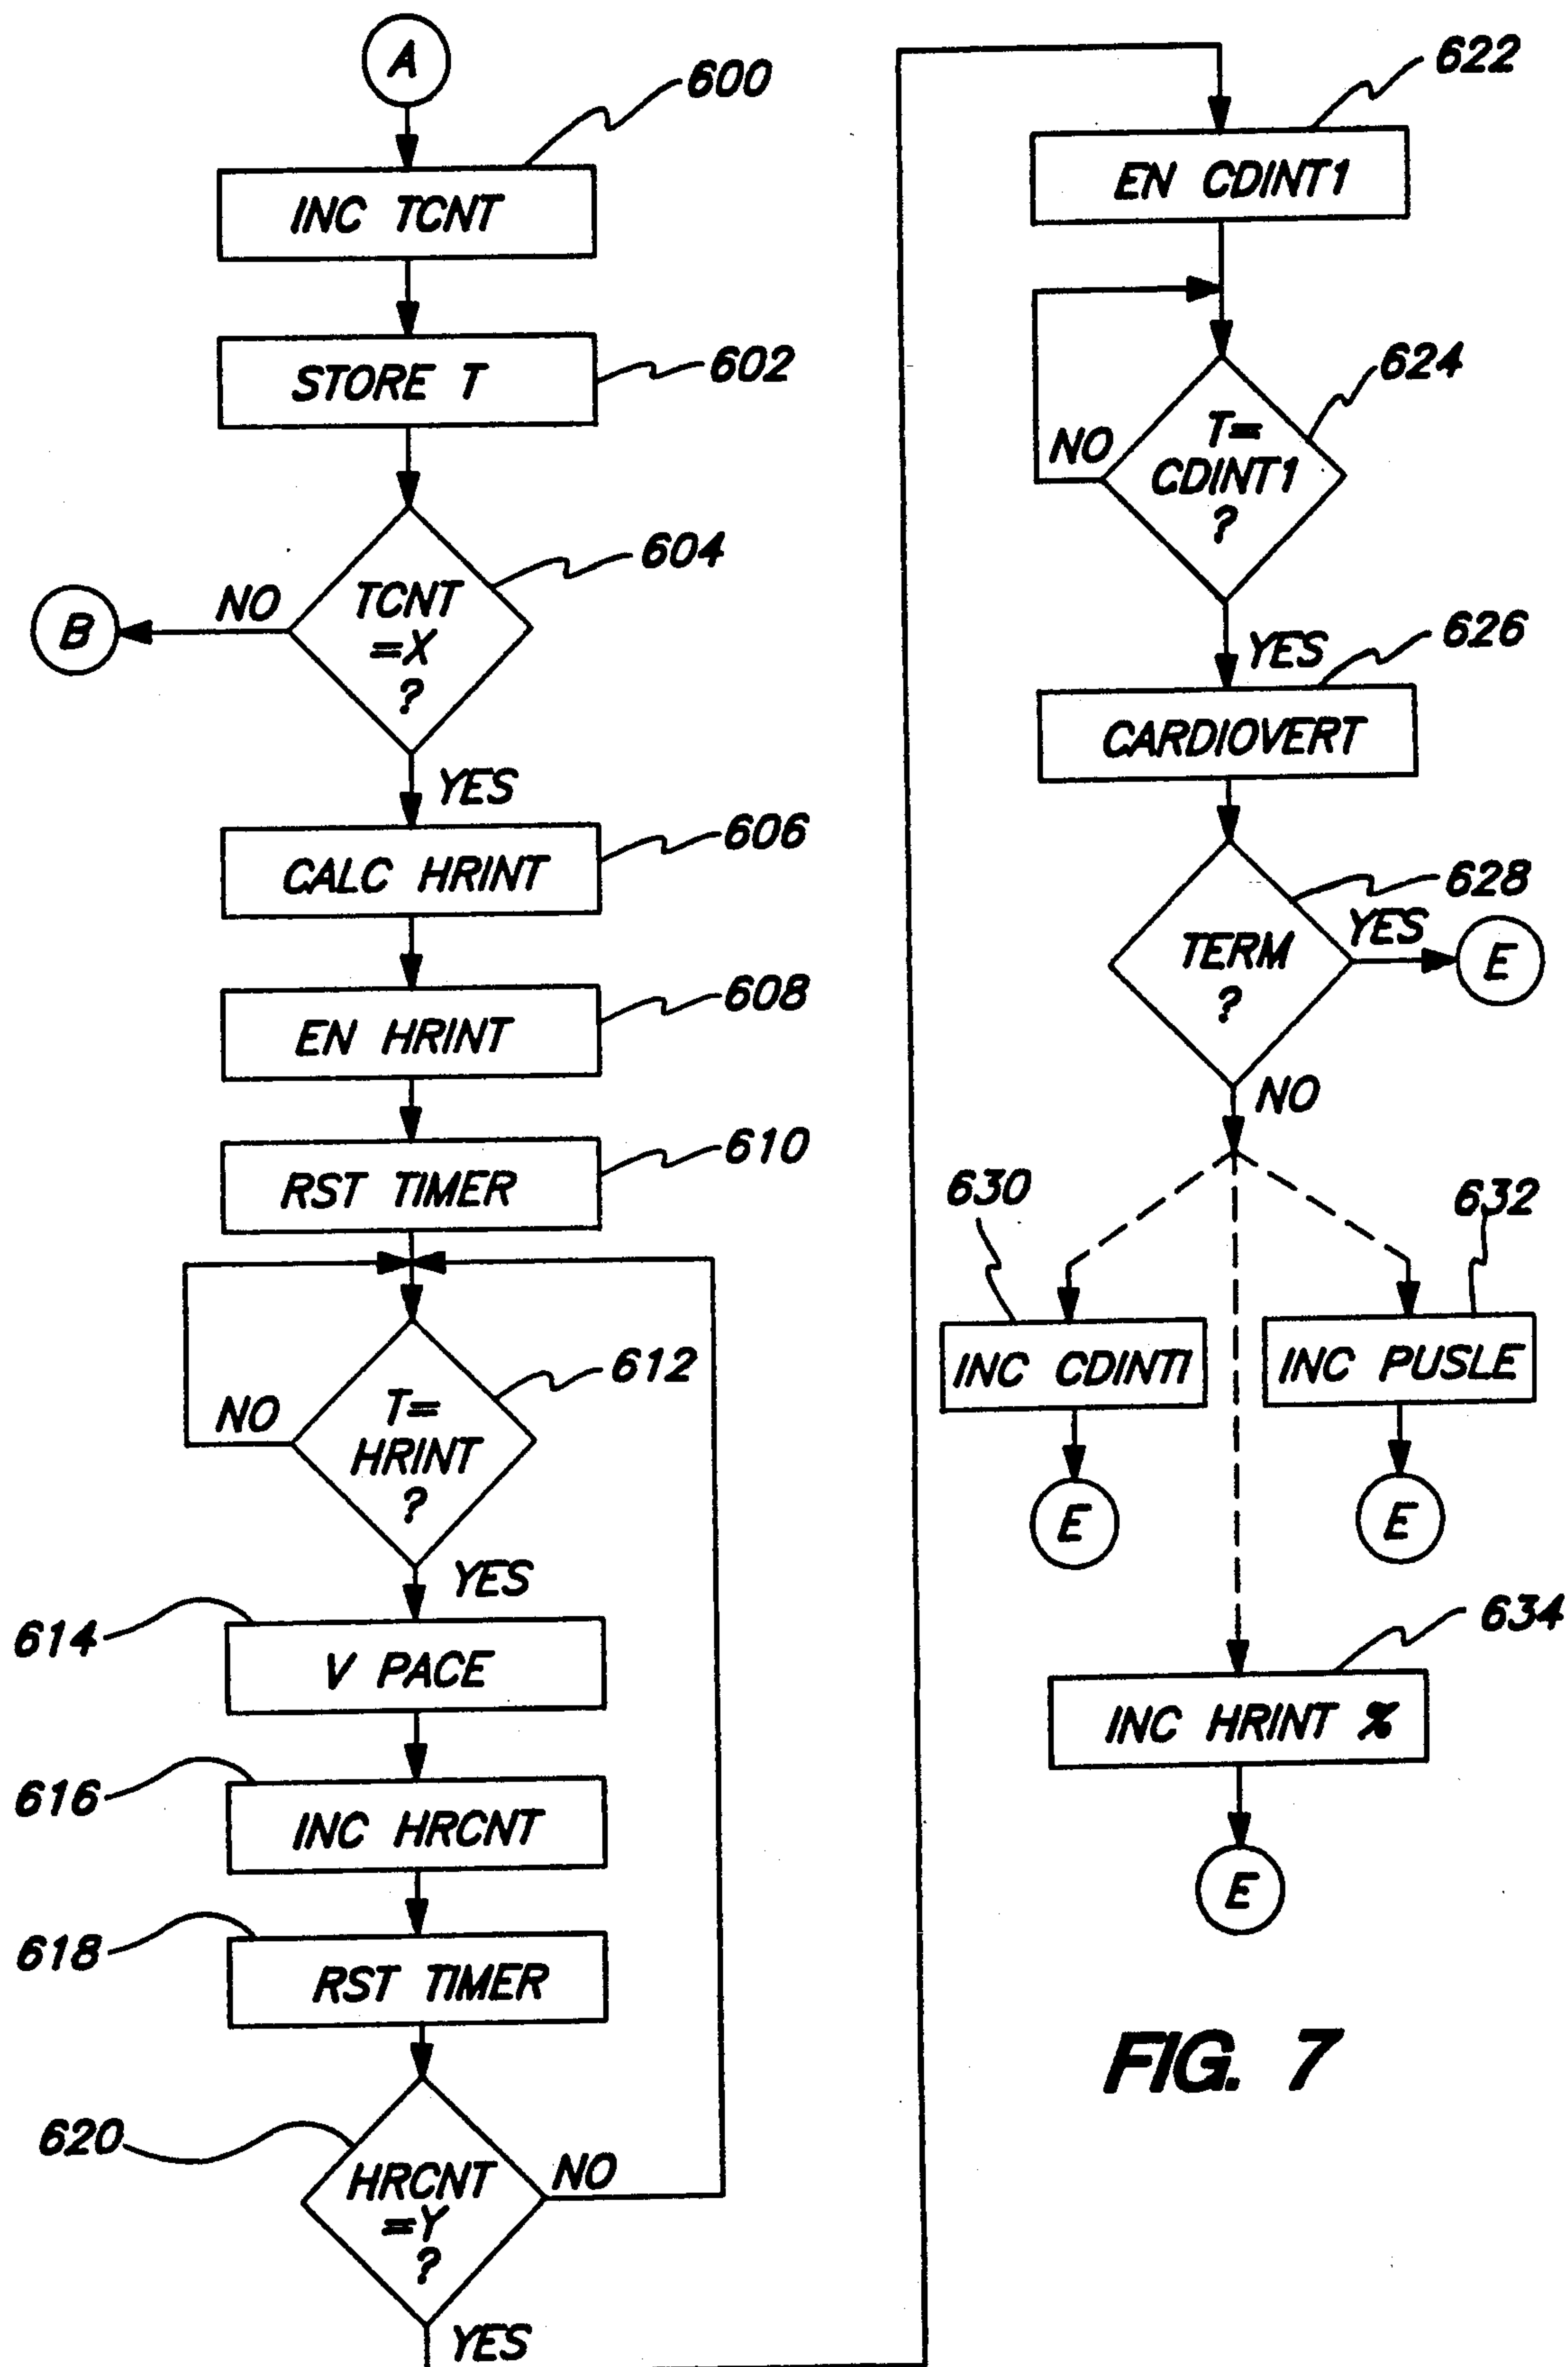 A
600
INC TCNT
STORE T
602
604
TCNT
=X
?
NO
B
YES
606
CALC HRINT
608
EN HRINT
610
RST TIMER
612
T=
HRINT
?
NO
YES
614
V PACE
616
INC HRCNT
618
RST TIMER
620
HRCNT
=Y
?
NO
YES
622
EN CDINT1
624
T=
CDINT1
?
NO
YES
626
CARDIOVERT
628
TERM
?
YES
E
NO
630
INC CDINTI
E
632
INC PUSLE
E
634
INC HRINT %
E
FIG. 7